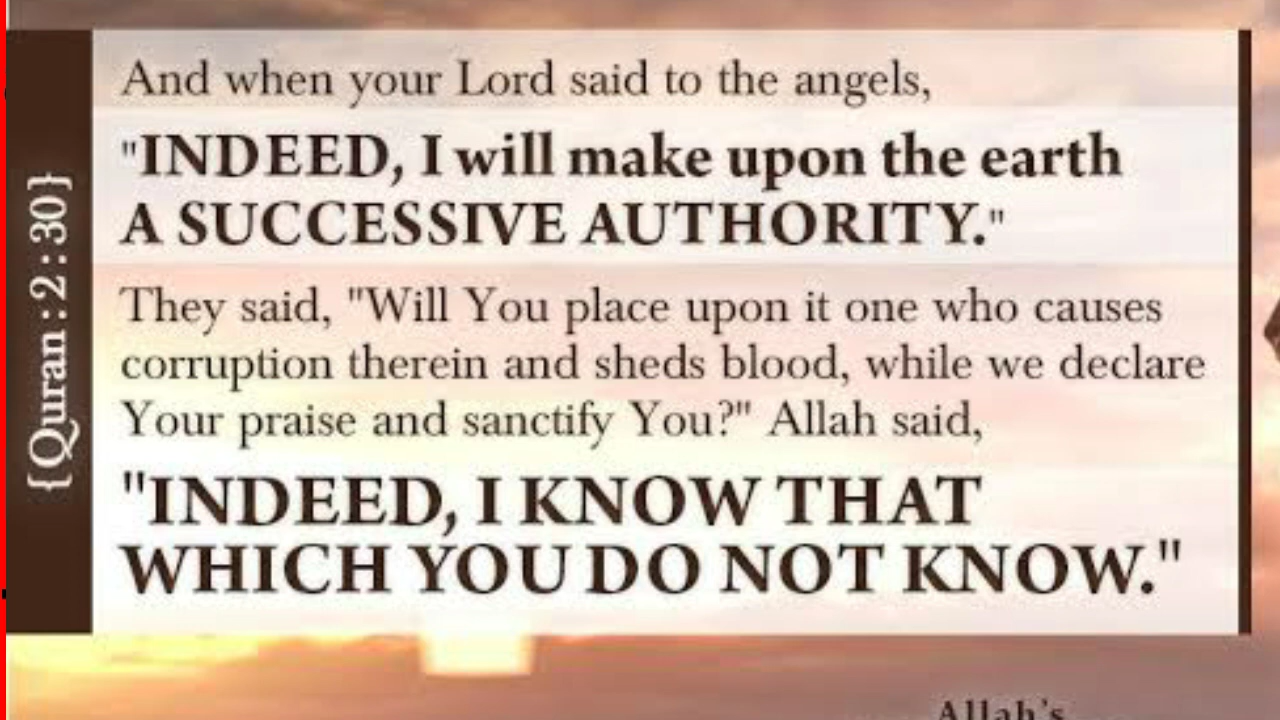 {Quran : 2 : 30}
And when your Lord said to the angels,
"INDEED, I will make upon the earth
A SUCCESSIVE AUTHORITY."
They said, "Will You place upon it one who causes
corruption therein and sheds blood, while we declare
Your praise and sanctify You?" Allah said,
"INDEED, I KNOW THAT
WHICH YOU DO NOT KNOW."
Allah's